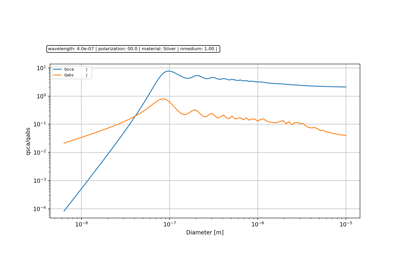 wavelength: 4.0e-07 | polarization: 00.0 | material: Silver | nmedium: 1.00 |
Qsca |
Qabs |
10¹
10⁰
10⁻¹
10⁻²
10⁻³
10⁻⁴
qsca/qabs
10⁻⁸ 10⁻⁷ 10⁻⁶ 10⁻⁵
Diameter [m]